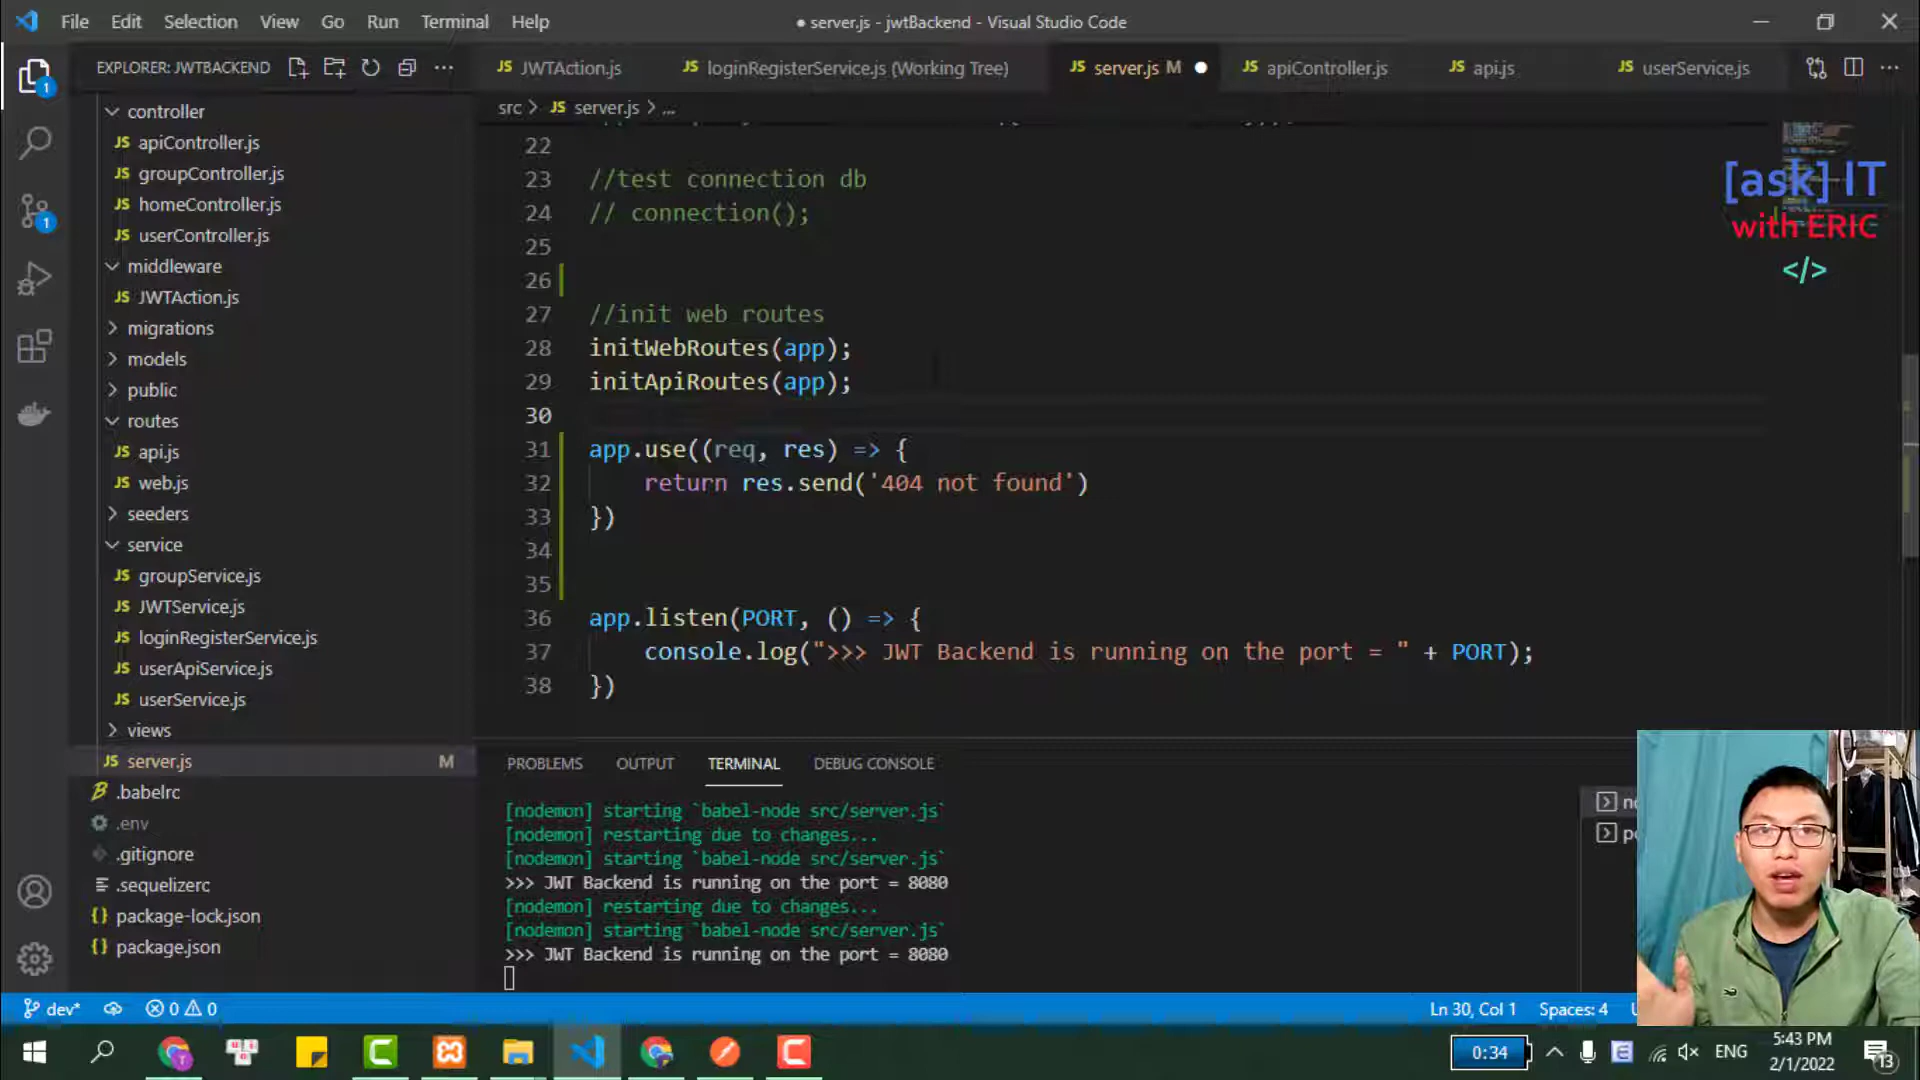 File Edit Selection View Go Run Terminal Help
● server.js - jwtBackend - Visual Studio Code
EXPLORER: JWTBACKEND
JS JWTAction.js
JS loginRegisterService.js (Working Tree)
JS server.js M
JS apiController.js
JS api.js
JS userService.js
src > JS server.js > ...
controller
JS apiController.js
JS groupController.js
JS homeController.js
JS userController.js
middleware
JS JWTAction.js
migrations
models
public
routes
JS api.js
JS web.js
seeders
service
JS groupService.js
JS JWTService.js
JS loginRegisterService.js
JS userApiService.js
JS userService.js
views
JS server.js M
.babelrc
.env
.gitignore
.sequelizerc
{} package-lock.json
{} package.json
1
1
22
23 //test connection db
24 // connection();
25
26
27 //init web routes
28 initWebRoutes(app);
29 initApiRoutes(app);
30
31 app.use((req, res) => {
32 return res.send('404 not found')
33 })
34
35
36 app.listen(PORT, () => {
37 console.log(">>> JWT Backend is running on the port = " + PORT);
38 })
[ask] IT
with ERIC
</>
PROBLEMS OUTPUT TERMINAL DEBUG CONSOLE
[nodemon] starting `babel-node src/server.js`
[nodemon] restarting due to changes...
[nodemon] starting `babel-node src/server.js`
>>> JWT Backend is running on the port = 8080
[nodemon] restarting due to changes...
[nodemon] starting `babel-node src/server.js`
>>> JWT Backend is running on the port = 8080
dev* 0 0
Ln 30, Col 1 Spaces: 4
0:34
ENG
5:43 PM
2/1/2022
13